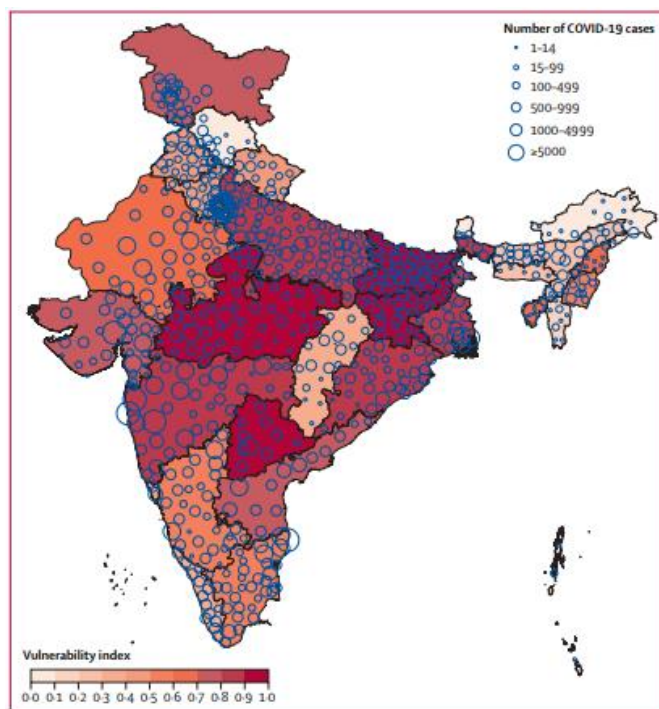 Number of COVID-19 cases
1–14
15–99
100–499
500–999
1000–4999
≥5000
Vulnerability index
0·0 0·1 0·2 0·3 0·4 0·5 0·6 0·7 0·8 0·9 1·0